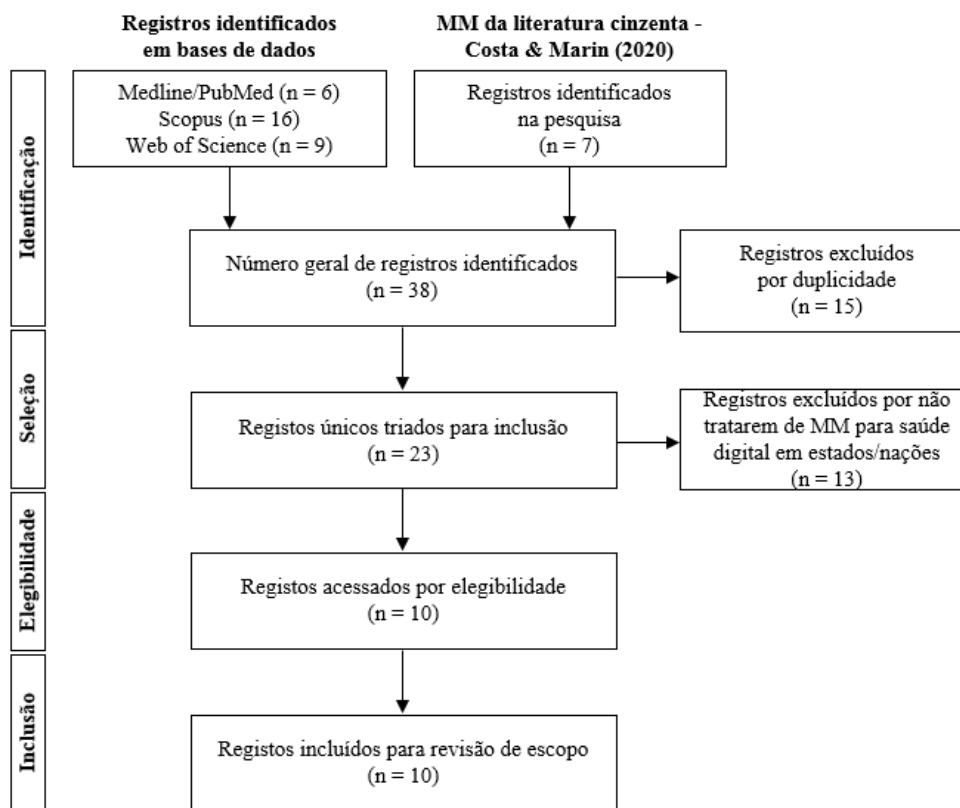 Registros identificados
em bases de dados
MM da literatura cinzenta -
Costa & Marin (2020)
Identificação
Medline/PubMed (n = 6)
Scopus (n = 16)
Web of Science (n = 9)
Registros identificados
na pesquisa
(n = 7)
Número geral de registros identificados
(n = 38)
Registros excluídos
por duplicidade
(n = 15)
Seleção
Registos únicos triados para inclusão
(n = 23)
Registros excluídos por não
tratarem de MM para saúde
digital em estados/nações
(n = 13)
Elegibilidade
Registos acessados por elegibilidade
(n = 10)
Inclusão
Registos incluídos para revisão de escopo
(n = 10)